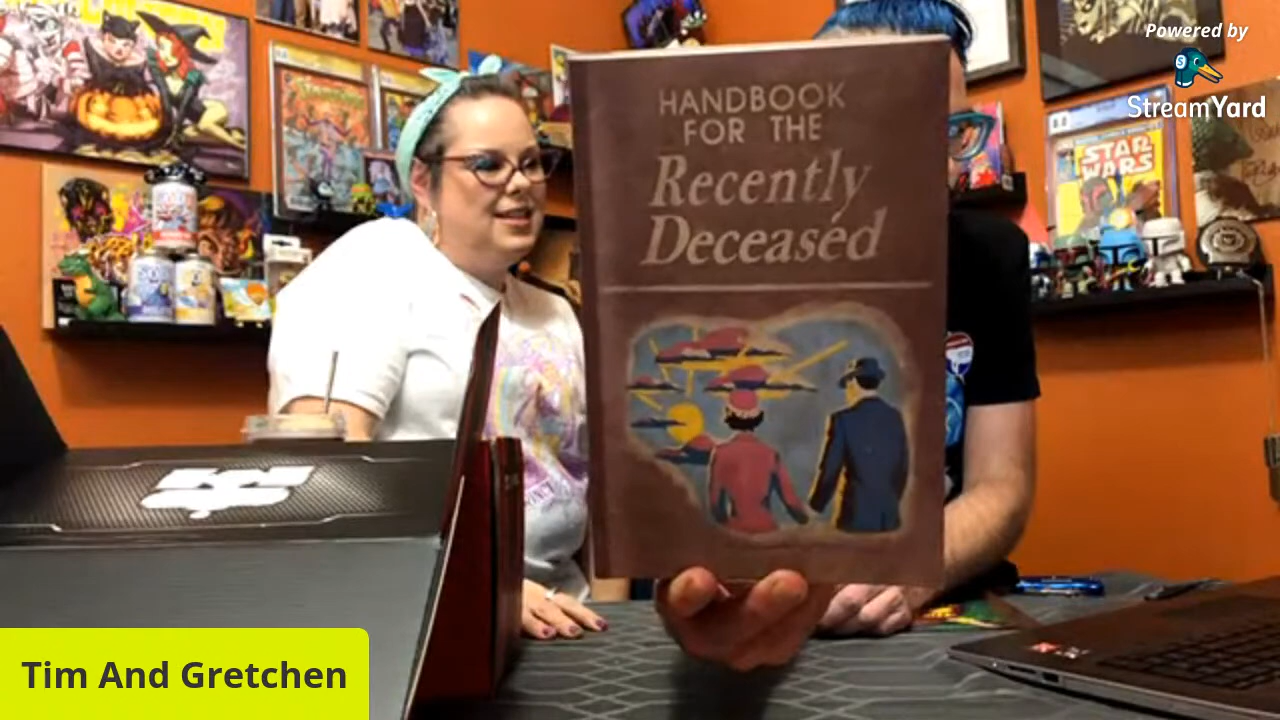 Powered by
StreamYard
HANDBOOK
FOR THE
Recently
Deceased
STAR
WARS
Tim And Gretchen